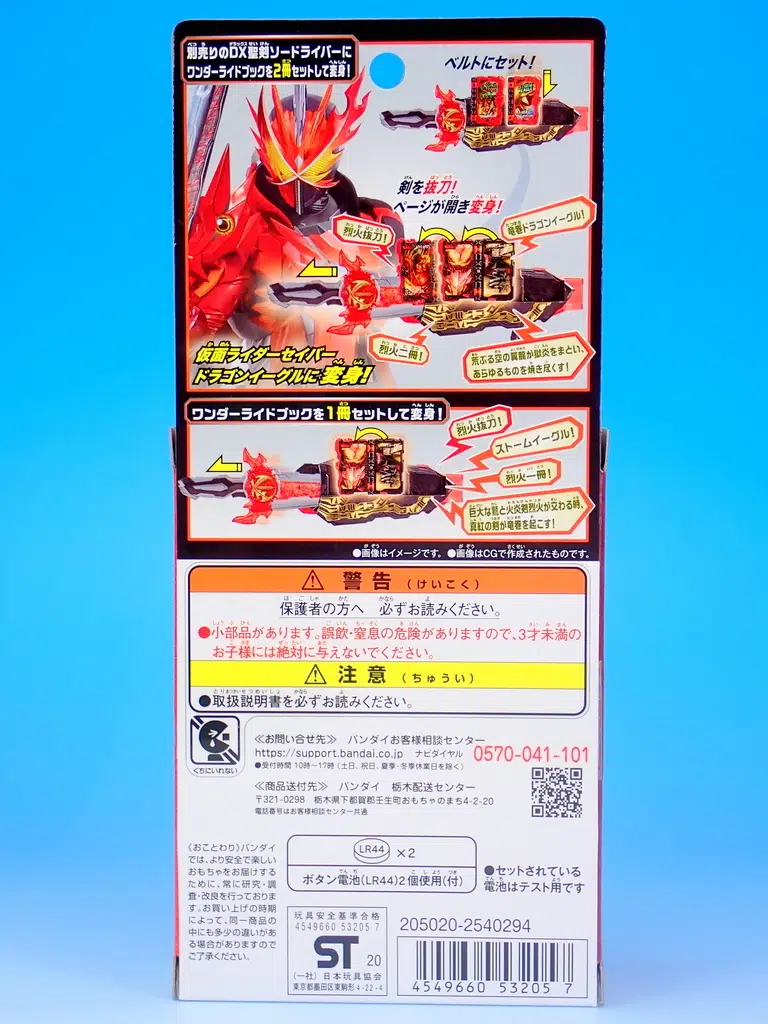 別売りのDX聖剣ソードライバーに
ワンダーライドブックを2冊セットして変身!
ベルトにセット!
剣を抜刀!
ページが開き変身!
烈火抜刀!
竜巻ドラゴンイーグル!
烈火二冊!
荒ぶる空の翼龍が獄炎をまとい、
あらゆるものを焼き尽くす!
仮面ライダーセイバー
ドラゴンイーグルに変身!
ワンダーライドブックを1冊セットして変身!
烈火抜刀!
ストームイーグル!
烈火一冊!
巨大な鷲と火炎剣烈火が交わる時、
真紅の剣が竜巻を起こす!
●画像はイメージです。 ●画像はCGで作成されたものです。
警告(けいこく)
保護者の方へ 必ずお読みください。
●小部品があります。誤飲・窒息の危険がありますので、3才未満の
お子様には絶対に与えないでください。
注意(ちゅうい)
●取扱説明書を必ずお読みください。
くちにいれない
≪お問い合せ先≫ バンダイお客様相談センター
https://support.bandai.co.jp ナビダイヤル 0570-041-101
●受付時間 10時~17時(土、日、祝日、夏季・冬季休業日を除く)
≪商品送付先≫ バンダイ 栃木配送センター
〒321-0298 栃木県下都賀郡壬生町おもちゃのまち4-2-20
電話番号はお客様相談センター共通
《おことわり》バンダイ
では、より安全で楽しい
おもちゃをお届けする
ために、常に研究・調
査・改良を行っておりま
す。お買い上げの時期
によって、同一商品の
中にも多少の違いがあ
る場合がありますので
ご了承ください。
LR44 ×2
ボタン電池(LR44)2個使用(付)
●セットされている
電池はテスト用です
玩具安全基準合格
4549660 53205 7
ST 20
(一社)日本玩具協会
東京都墨田区東駒形4-22-4
205020-2540294
4 549660 532057